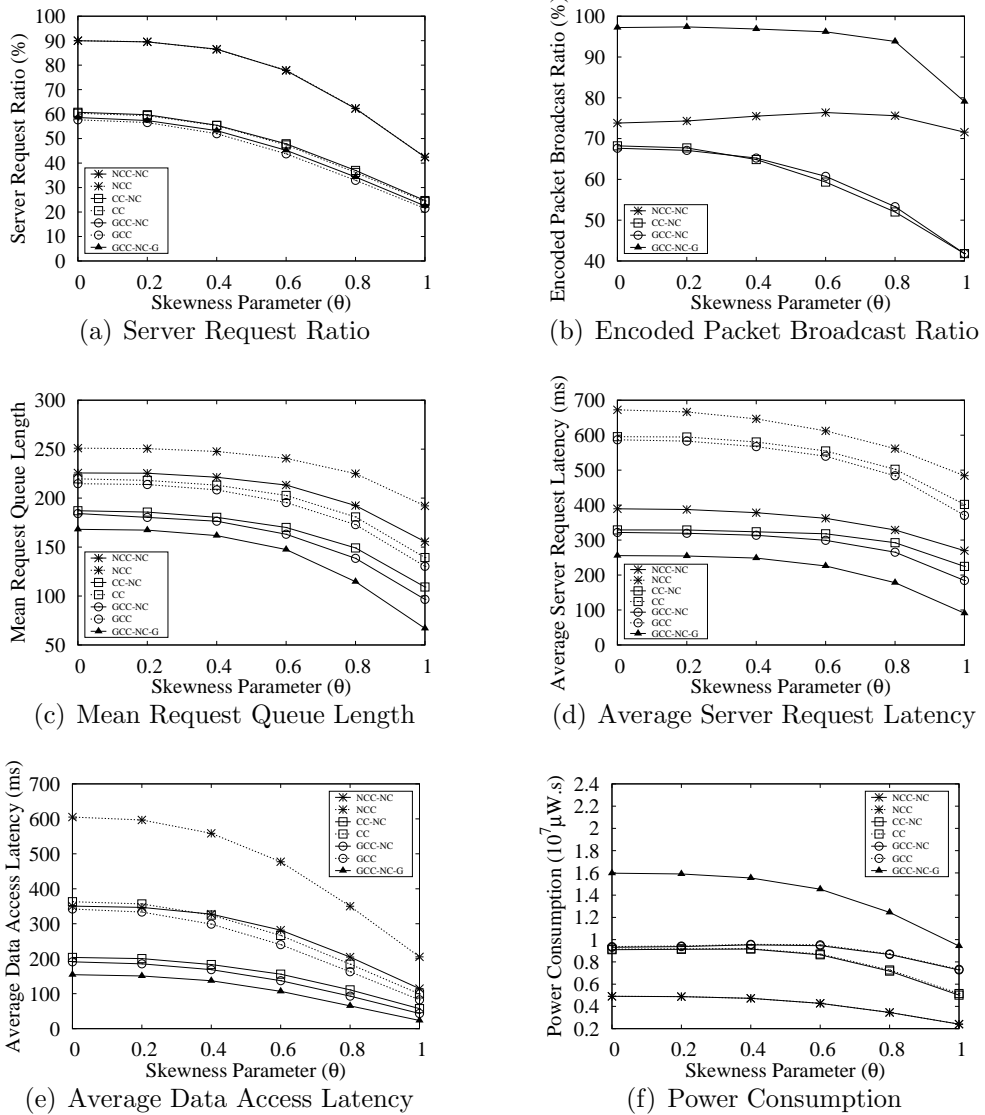 Server Request Ratio (%)
100
90
80
70
60
50
40
30
20
10
0
NCC-NC
NCC
CC-NC
CC
GCC-NC
GCC
GCC-NC-G
0 0.2 0.4 0.6 0.8 1
Skewness Parameter (θ)
(a) Server Request Ratio
Encoded Packet Broadcast Ratio (%)
100
90
80
70
60
50
40
NCC-NC
CC-NC
GCC-NC
GCC-NC-G
0 0.2 0.4 0.6 0.8 1
Skewness Parameter (θ)
(b) Encoded Packet Broadcast Ratio
Mean Request Queue Length
300
250
200
150
100
50
NCC-NC
NCC
CC-NC
CC
GCC-NC
GCC
GCC-NC-G
0 0.2 0.4 0.6 0.8 1
Skewness Parameter (θ)
(c) Mean Request Queue Length
Average Server Request Latency (ms)
700
600
500
400
300
200
100
0
NCC-NC
NCC
CC-NC
CC
GCC-NC
GCC
GCC-NC-G
0 0.2 0.4 0.6 0.8 1
Skewness Parameter (θ)
(d) Average Server Request Latency
Average Data Access Latency (ms)
700
600
500
400
300
200
100
0
NCC-NC
NCC
CC-NC
CC
GCC-NC
GCC
GCC-NC-G
0 0.2 0.4 0.6 0.8 1
Skewness Parameter (θ)
(e) Average Data Access Latency
Power Consumption (10⁷μW.s)
2.4
2.2
2
1.8
1.6
1.4
1.2
1
0.8
0.6
0.4
0.2
NCC-NC
NCC
CC-NC
CC
GCC-NC
GCC
GCC-NC-G
0 0.2 0.4 0.6 0.8 1
Skewness Parameter (θ)
(f) Power Consumption